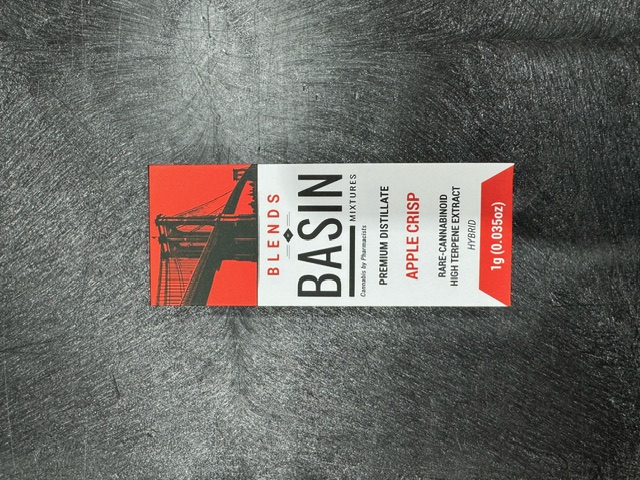 BLENDS
BASIN
MIXTURES
Cannabis by Pharmacists
PREMIUM DISTILLATE
APPLE CRISP
RARE-CANNABINOID
HIGH TERPENE EXTRACT
HYBRID
1g (0.035oz)